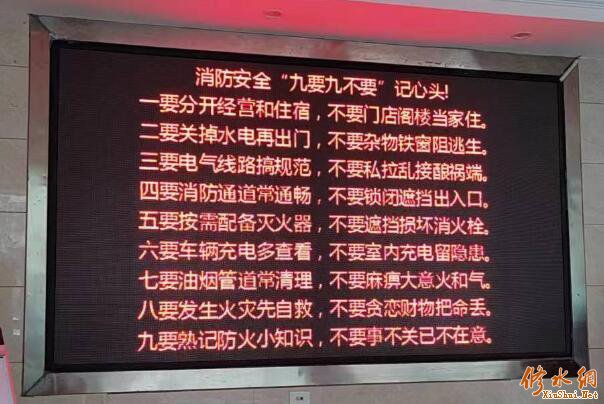 消防安全“九要九不要”记心头!
一要分开经营和住宿，不要门店阁楼当家住。
二要关掉水电再出门，不要杂物铁窗阻逃生。
三要电气线路搞规范，不要私拉乱接酿祸端。
四要消防通道常通畅，不要锁闭遮挡出入口。
五要按需配备灭火器，不要遮挡损坏消火栓。
六要车辆充电多查看，不要室内充电留隐患。
七要油烟管道常清理，不要麻痹大意火和气。
八要发生火灾先自救，不要贪恋财物把命丢。
九要熟记防火小知识，不要事不关已不在意。
修水網
XiuShui.Net